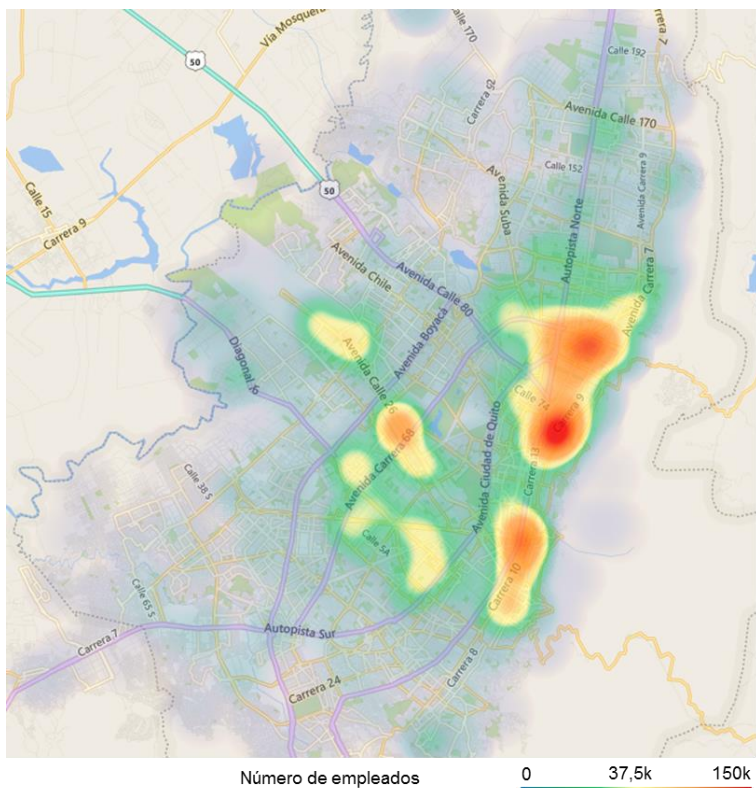 Calle 170
Carrera 7
Vía Mosquera
Calle 192
50
Carrera 92
Avenida Calle 170
Calle 152
Avenida Suba
Avenida Carrera 9
Calle 15
50
Carrera 9
Autopista Norte
Avenida Chile
Avenida Calle 80
Avenida Carrera 7
Avenida Boyacá
Diagonal 16
Avenida Calle 26
Calle 74
Carrera 9
Avenida Ciudad de Quito
Avenida Carrera 68
Carrera 13
Calle 38 S
Calle 5A
Calle 65 S
Carrera 10
Autopista Sur
Carrera 7
Carrera 8
Carrera 24
Número de empleados
0 37,5k 150k